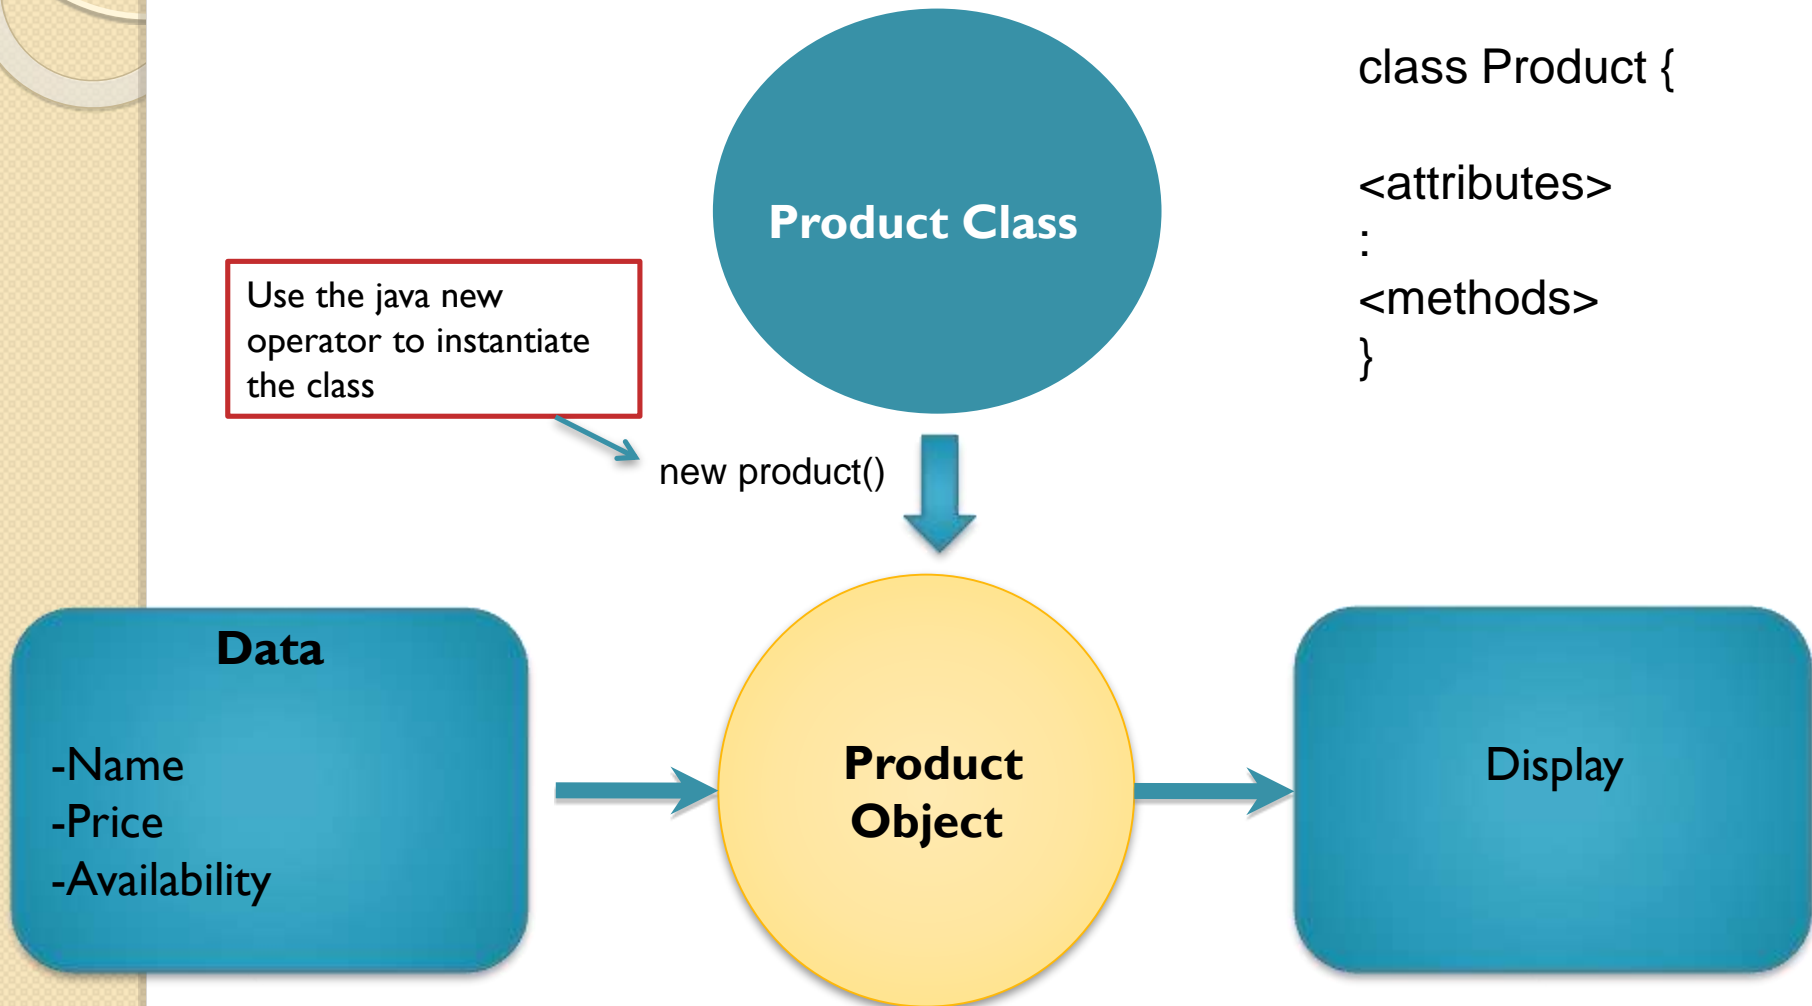 Product Class
class Product {
<attributes>
:
<methods>
}
Use the java new
operator to instantiate
the class
new product()
Data
-Name
-Price
-Availability
Product
Object
Display